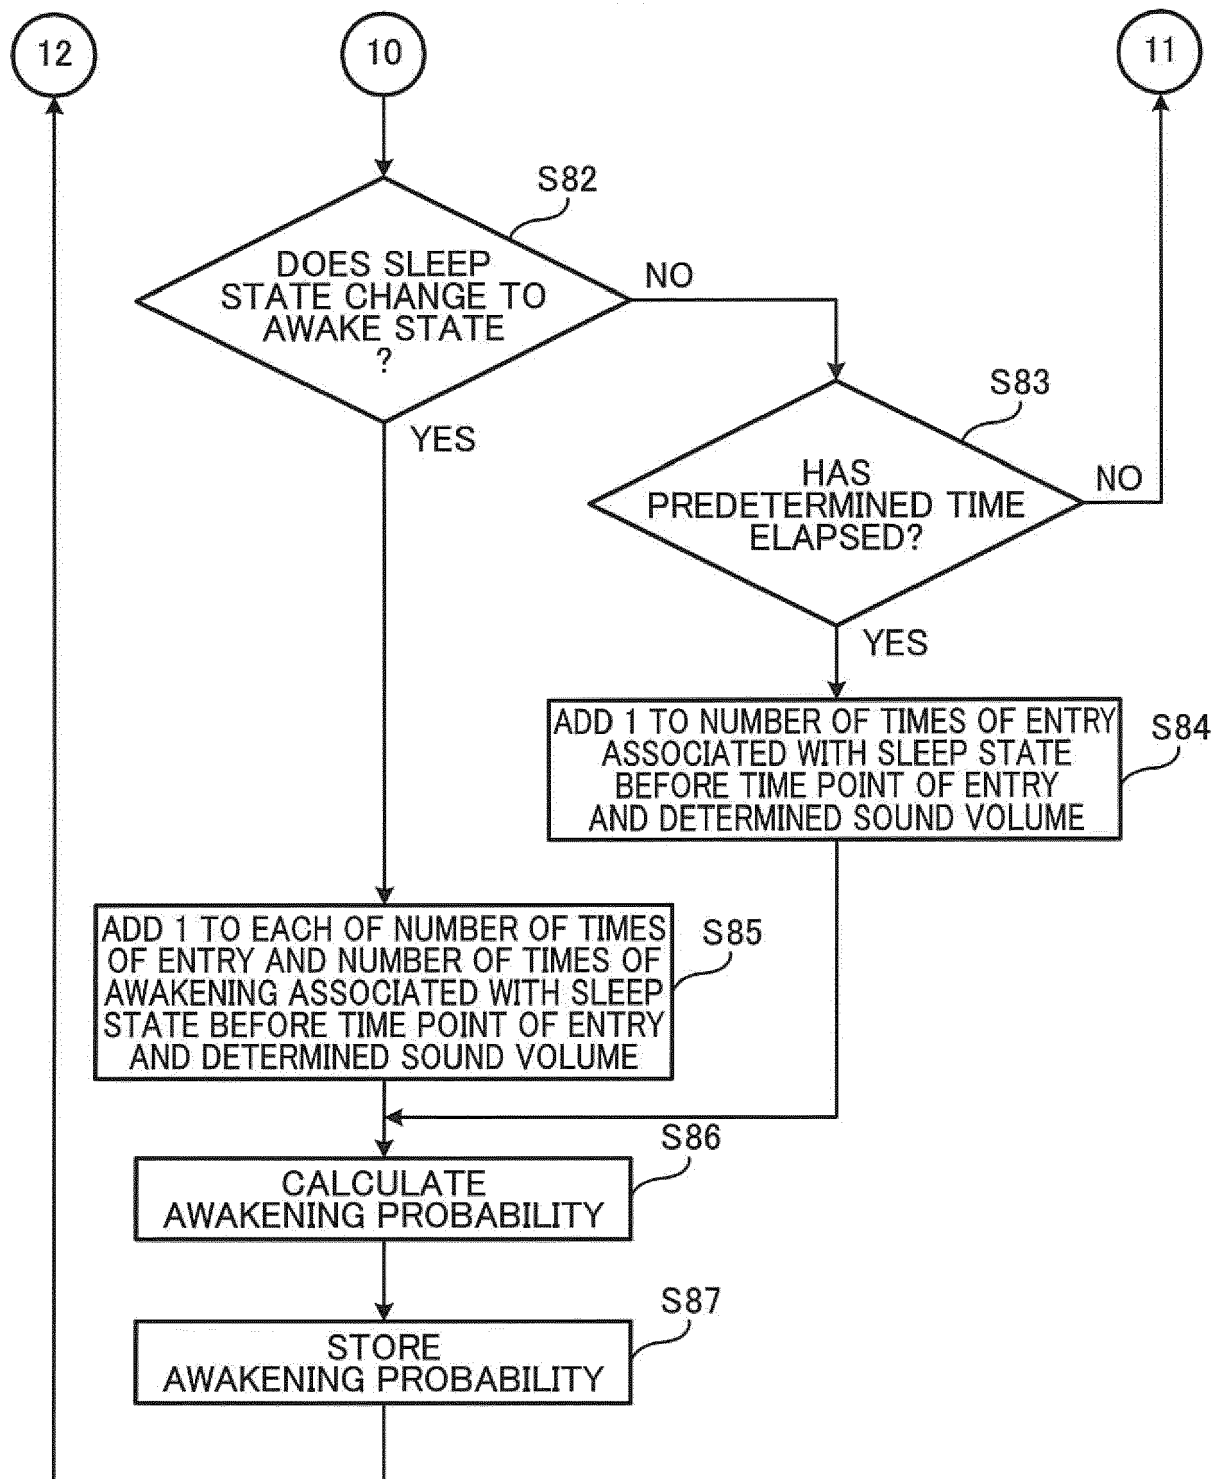 12
10
11
S82
DOES SLEEP
STATE CHANGE TO
AWAKE STATE
?
NO
YES
S83
HAS
PREDETERMINED TIME
ELAPSED?
NO
YES
ADD 1 TO NUMBER OF TIMES OF ENTRY
ASSOCIATED WITH SLEEP STATE
BEFORE TIME POINT OF ENTRY
AND DETERMINED SOUND VOLUME
S84
ADD 1 TO EACH OF NUMBER OF TIMES
OF ENTRY AND NUMBER OF TIMES OF
AWAKENING ASSOCIATED WITH SLEEP
STATE BEFORE TIME POINT OF ENTRY
AND DETERMINED SOUND VOLUME
S85
S86
CALCULATE
AWAKENING PROBABILITY
S87
STORE
AWAKENING PROBABILITY